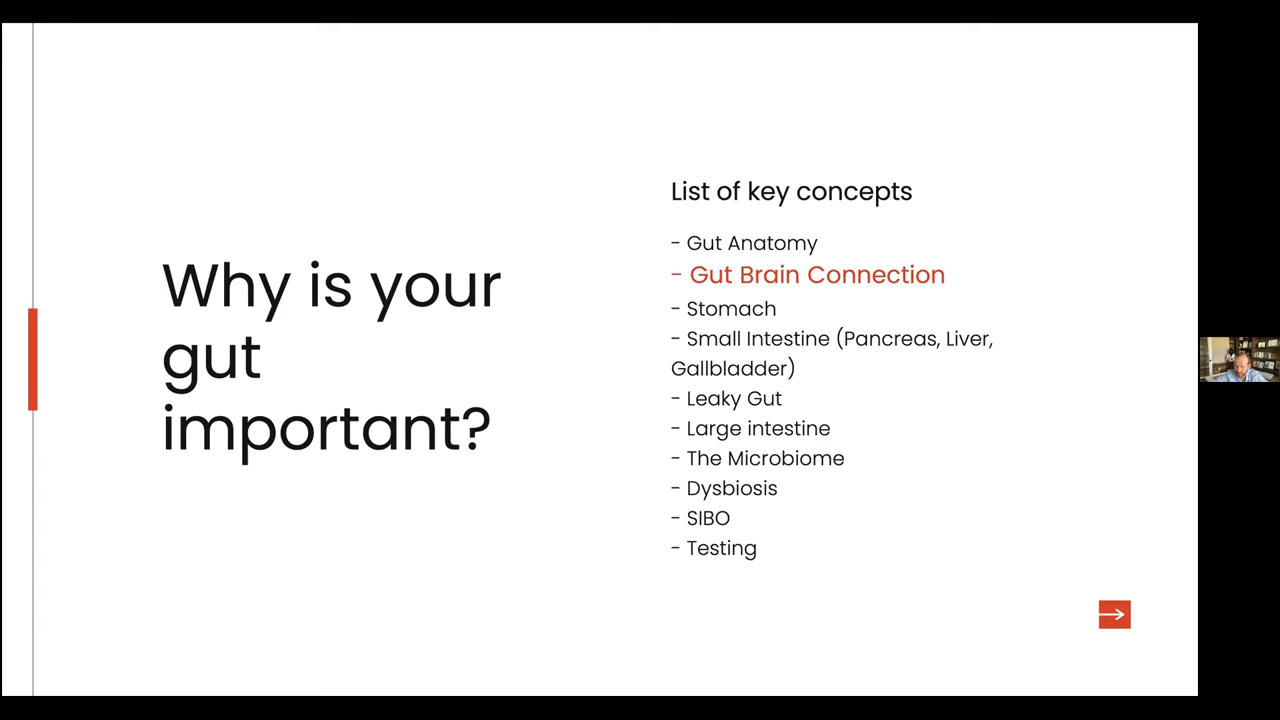 Why is your
gut
important?
List of key concepts
- Gut Anatomy
- Gut Brain Connection
- Stomach
- Small Intestine (Pancreas, Liver,
Gallbladder)
- Leaky Gut
- Large intestine
- The Microbiome
- Dysbiosis
- SIBO
- Testing